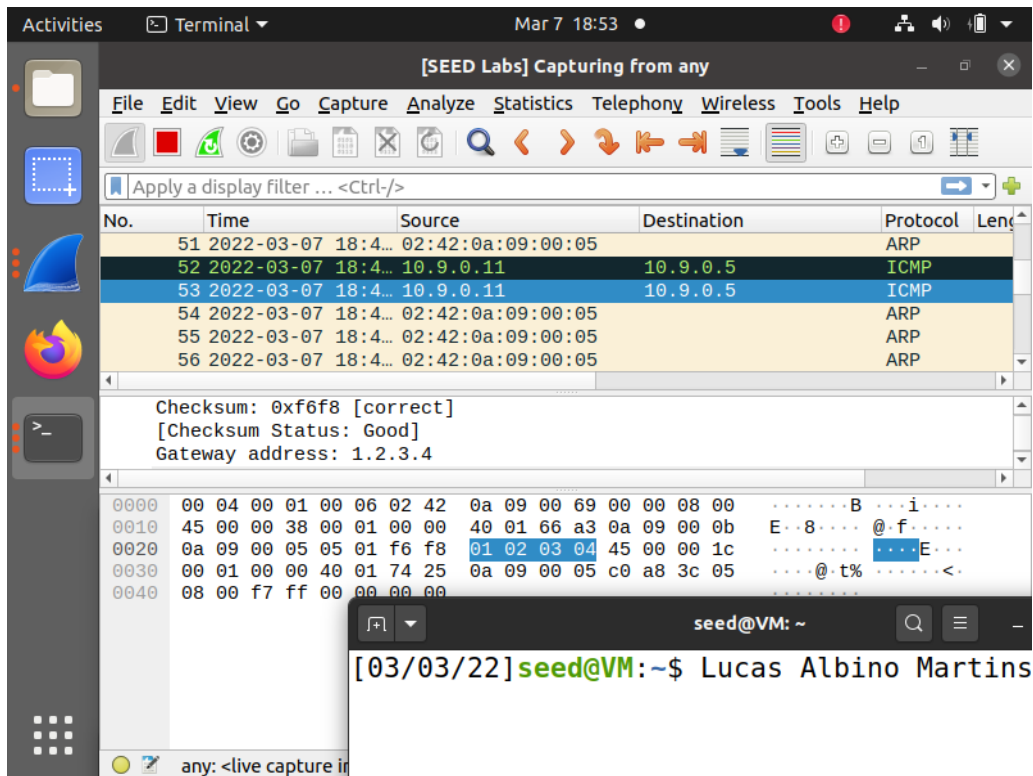 Activities Terminal Mar 7 18:53
[SEED Labs] Capturing from any
File Edit View Go Capture Analyze Statistics Telephony Wireless Tools Help
Apply a display filter … <Ctrl-/>
No. Time Source Destination Protocol Leng
51 2022-03-07 18:4… 02:42:0a:09:00:05 ARP
52 2022-03-07 18:4… 10.9.0.11 10.9.0.5 ICMP
53 2022-03-07 18:4… 10.9.0.11 10.9.0.5 ICMP
54 2022-03-07 18:4… 02:42:0a:09:00:05 ARP
55 2022-03-07 18:4… 02:42:0a:09:00:05 ARP
56 2022-03-07 18:4… 02:42:0a:09:00:05 ARP
Checksum: 0xf6f8 [correct]
[Checksum Status: Good]
Gateway address: 1.2.3.4
0000 00 04 00 01 00 06 02 42 0a 09 00 69 00 00 08 00 ·······B ···i····
0010 45 00 00 38 00 01 00 00 40 01 66 a3 0a 09 00 0b E··8···· @·f·····
0020 0a 09 00 05 05 01 f6 f8 01 02 03 04 45 00 00 1c ········ ····E···
0030 00 01 00 00 40 01 74 25 0a 09 00 05 c0 a8 3c 05 ····@·t% ······<·
0040 08 00 f7 ff 00 00 00 00 ········
seed@VM: ~
[03/03/22]seed@VM:~$ Lucas Albino Martins
any: <live capture in